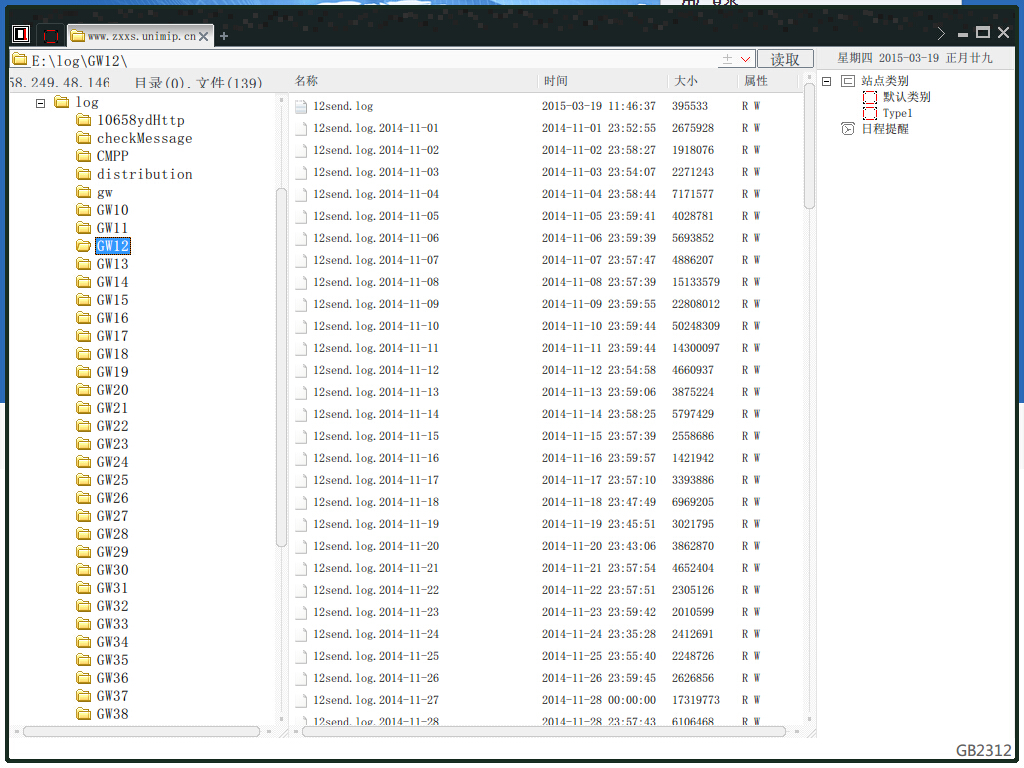 www.zxxs.unimip.cn
E:\log\GW12\
读取
星期四 2015-03-19 正月廿九
58.249.48.146 目录(0),文件(139)
名称 时间 大小 属性
log
10658ydHttp
checkMessage
CMPP
distribution
gw
GW10
GW11
GW12
GW13
GW14
GW15
GW16
GW17
GW18
GW19
GW20
GW21
GW22
GW23
GW24
GW25
GW26
GW27
GW28
GW29
GW30
GW31
GW32
GW33
GW34
GW35
GW36
GW37
GW38
12send.log 2015-03-19 11:46:37 395533 R W
12send.log.2014-11-01 2014-11-01 23:52:55 2675928 R W
12send.log.2014-11-02 2014-11-02 23:58:27 1918076 R W
12send.log.2014-11-03 2014-11-03 23:54:07 2271243 R W
12send.log.2014-11-04 2014-11-04 23:58:44 7171577 R W
12send.log.2014-11-05 2014-11-05 23:59:41 4028781 R W
12send.log.2014-11-06 2014-11-06 23:59:39 5693852 R W
12send.log.2014-11-07 2014-11-07 23:57:47 4886207 R W
12send.log.2014-11-08 2014-11-08 23:57:39 15133579 R W
12send.log.2014-11-09 2014-11-09 23:59:55 22808012 R W
12send.log.2014-11-10 2014-11-10 23:59:44 50248309 R W
12send.log.2014-11-11 2014-11-11 23:59:44 14300097 R W
12send.log.2014-11-12 2014-11-12 23:54:58 4660937 R W
12send.log.2014-11-13 2014-11-13 23:59:06 3875224 R W
12send.log.2014-11-14 2014-11-14 23:58:25 5797429 R W
12send.log.2014-11-15 2014-11-15 23:57:39 2558686 R W
12send.log.2014-11-16 2014-11-16 23:59:57 1421942 R W
12send.log.2014-11-17 2014-11-17 23:57:10 3393886 R W
12send.log.2014-11-18 2014-11-18 23:47:49 6969205 R W
12send.log.2014-11-19 2014-11-19 23:45:51 3021795 R W
12send.log.2014-11-20 2014-11-20 23:43:06 3862870 R W
12send.log.2014-11-21 2014-11-21 23:57:54 4652404 R W
12send.log.2014-11-22 2014-11-22 23:57:51 2305126 R W
12send.log.2014-11-23 2014-11-23 23:59:42 2010599 R W
12send.log.2014-11-24 2014-11-24 23:35:28 2412691 R W
12send.log.2014-11-25 2014-11-25 23:55:40 2248726 R W
12send.log.2014-11-26 2014-11-26 23:59:45 2626856 R W
12send.log.2014-11-27 2014-11-28 00:00:00 17319773 R W
12send.log.2014-11-28 2014-11-28 23:57:43 6106468 R W
站点类别
默认类别
Type1
日程提醒
GB2312